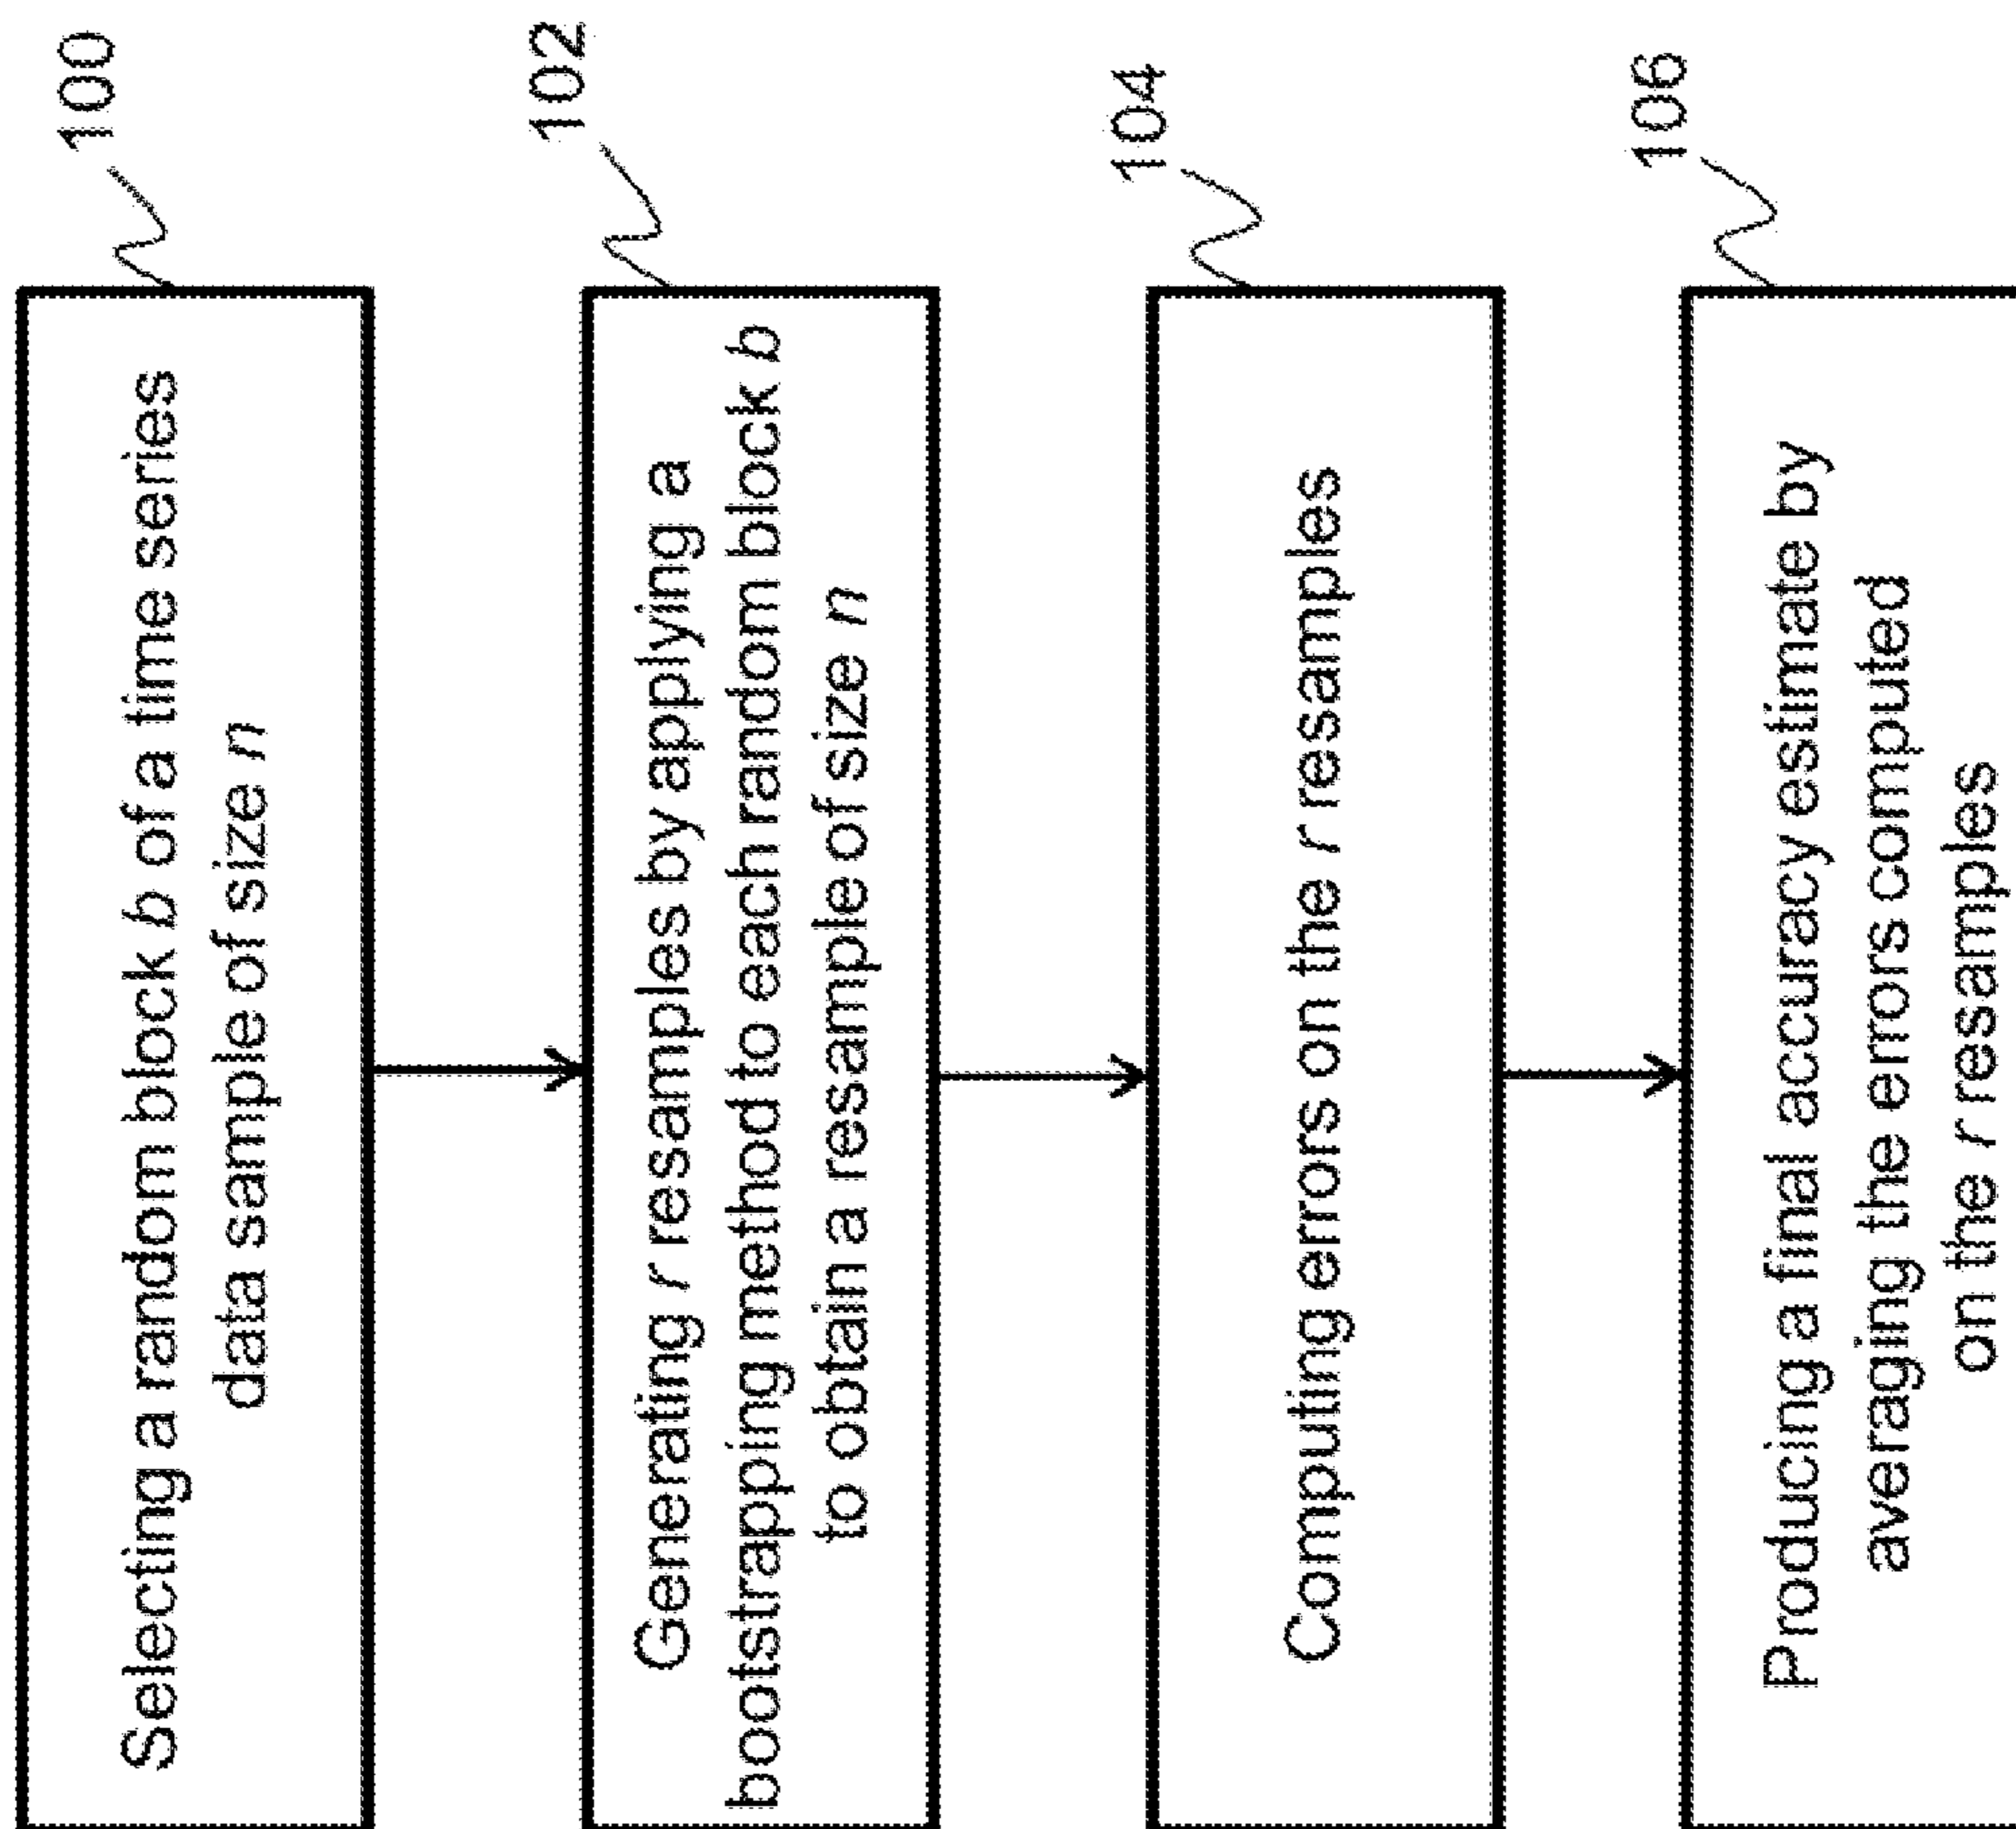 100
Selecting a random block b of a time series
data sample of size n
102
Generating r resamples by applying a
bootstrapping method to each random block b
to obtain a resample of size n
104
Computing errors on the r resamples
106
Producing a final accuracy estimate by
averaging the errors computed
on the r resamples